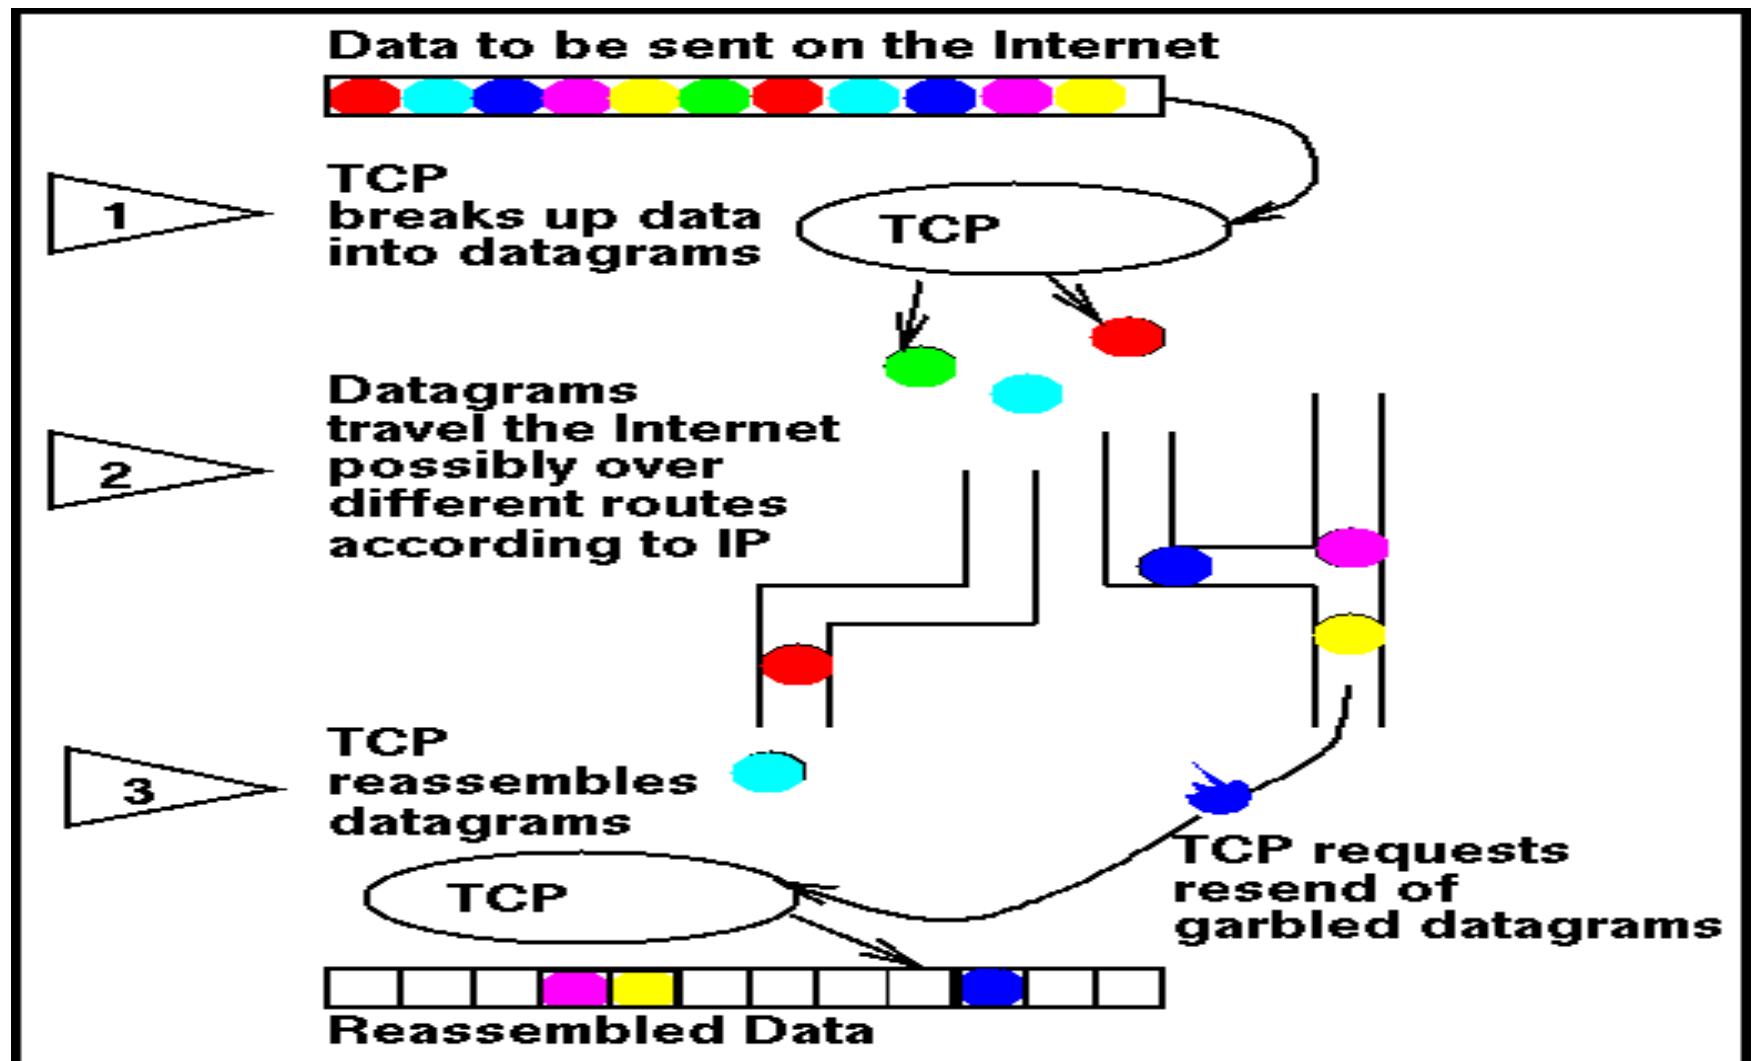 Data to be sent on the Internet
1
TCP
breaks up data
into datagrams
TCP
2
Datagrams
travel the Internet
possibly over
different routes
according to IP
3
TCP
reassembles
datagrams
TCP
TCP requests
resend of
garbled datagrams
Reassembled Data